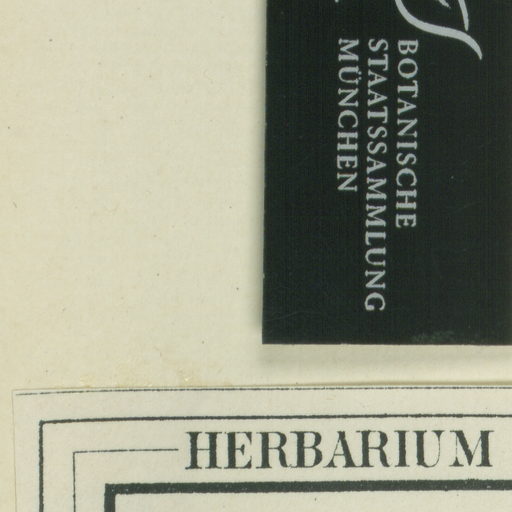 BOTANISCHE
STAATSSAMMLUNG
MÜNCHEN
HERBARIUM